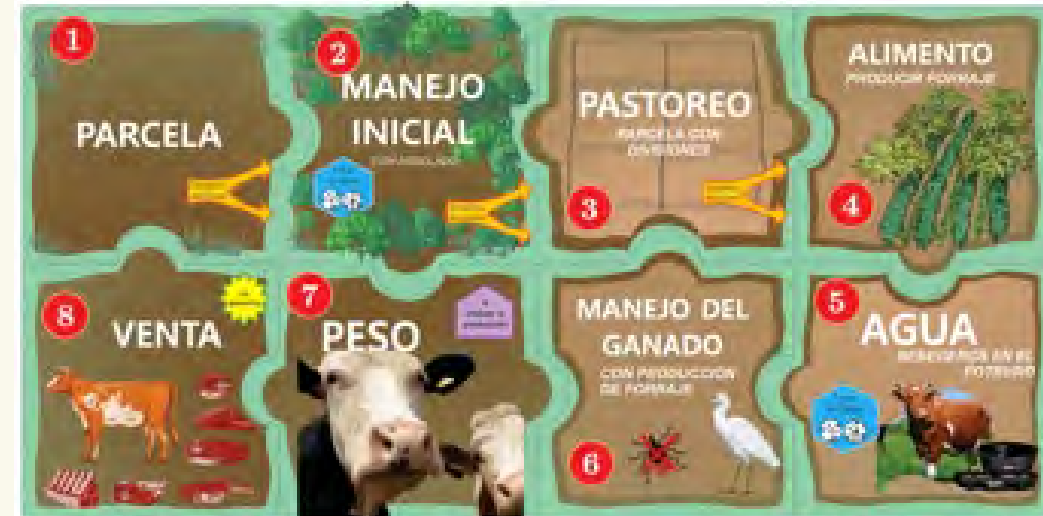 1
PARCELA
2
MANEJO
INICIAL
3
PASTOREO
PARCELA CON
DIVISIONES
4
ALIMENTO
PRODUCIR FORRAJE
5
AGUA
BEBEDEROS EN EL
POTRERO
6
MANEJO DEL
GANADO
CON PRODUCCIÓN
DE FORRAJE
7
PESO
8
VENTA